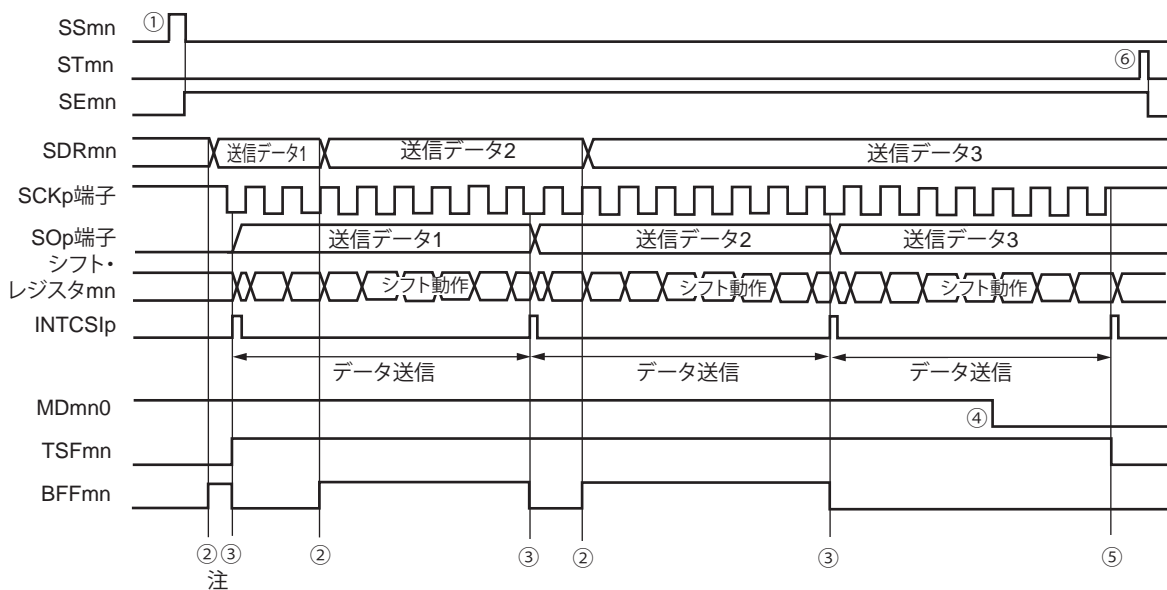 SSmn ①
STmn ⑥
SEmn
SDRmn 送信データ1 送信データ2 送信データ3
SCKp端子
SOp端子 送信データ1 送信データ2 送信データ3
シフト・
レジスタmn シフト動作 シフト動作 シフト動作
INTCSIp
データ送信 データ送信 データ送信
MDmn0 ④
TSFmn
BFFmn
②③ ② ③ ② ③ ⑤
注